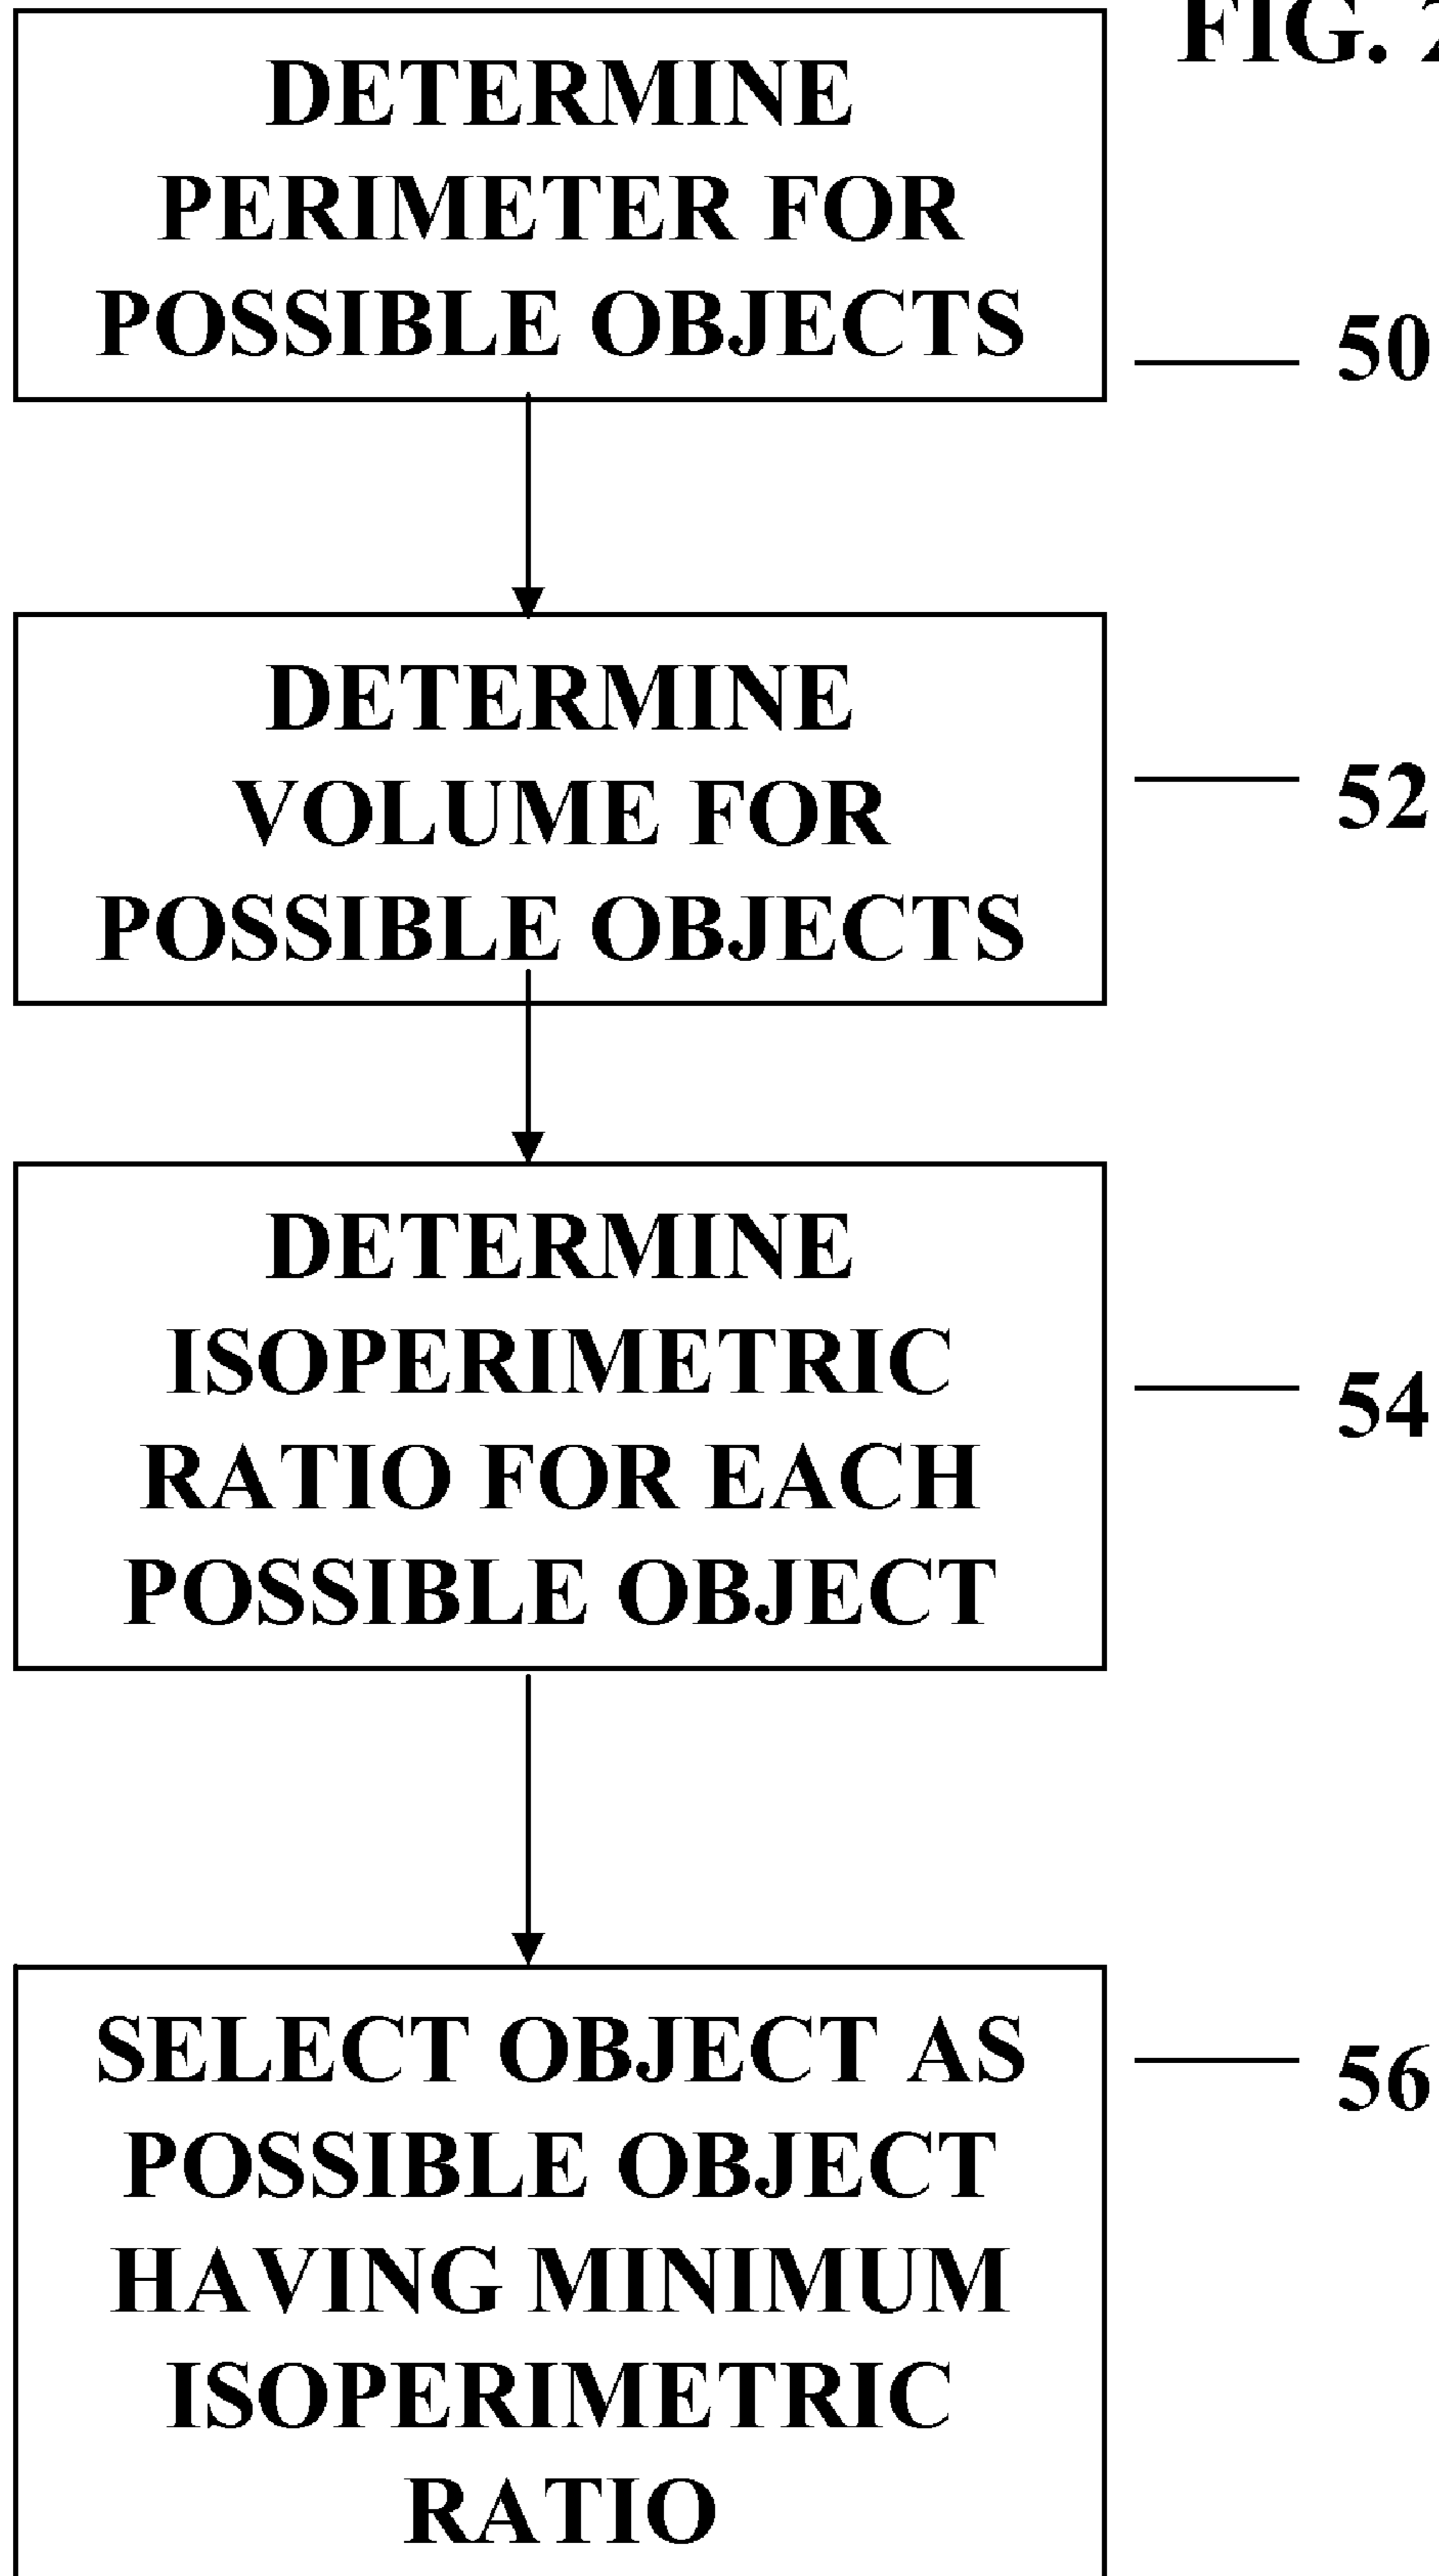 FIG. 2
DETERMINE
PERIMETER FOR
POSSIBLE OBJECTS
50
DETERMINE
VOLUME FOR
POSSIBLE OBJECTS
52
DETERMINE
ISOPERIMETRIC
RATIO FOR EACH
POSSIBLE OBJECT
54
SELECT OBJECT AS
POSSIBLE OBJECT
HAVING MINIMUM
ISOPERIMETRIC
RATIO
56